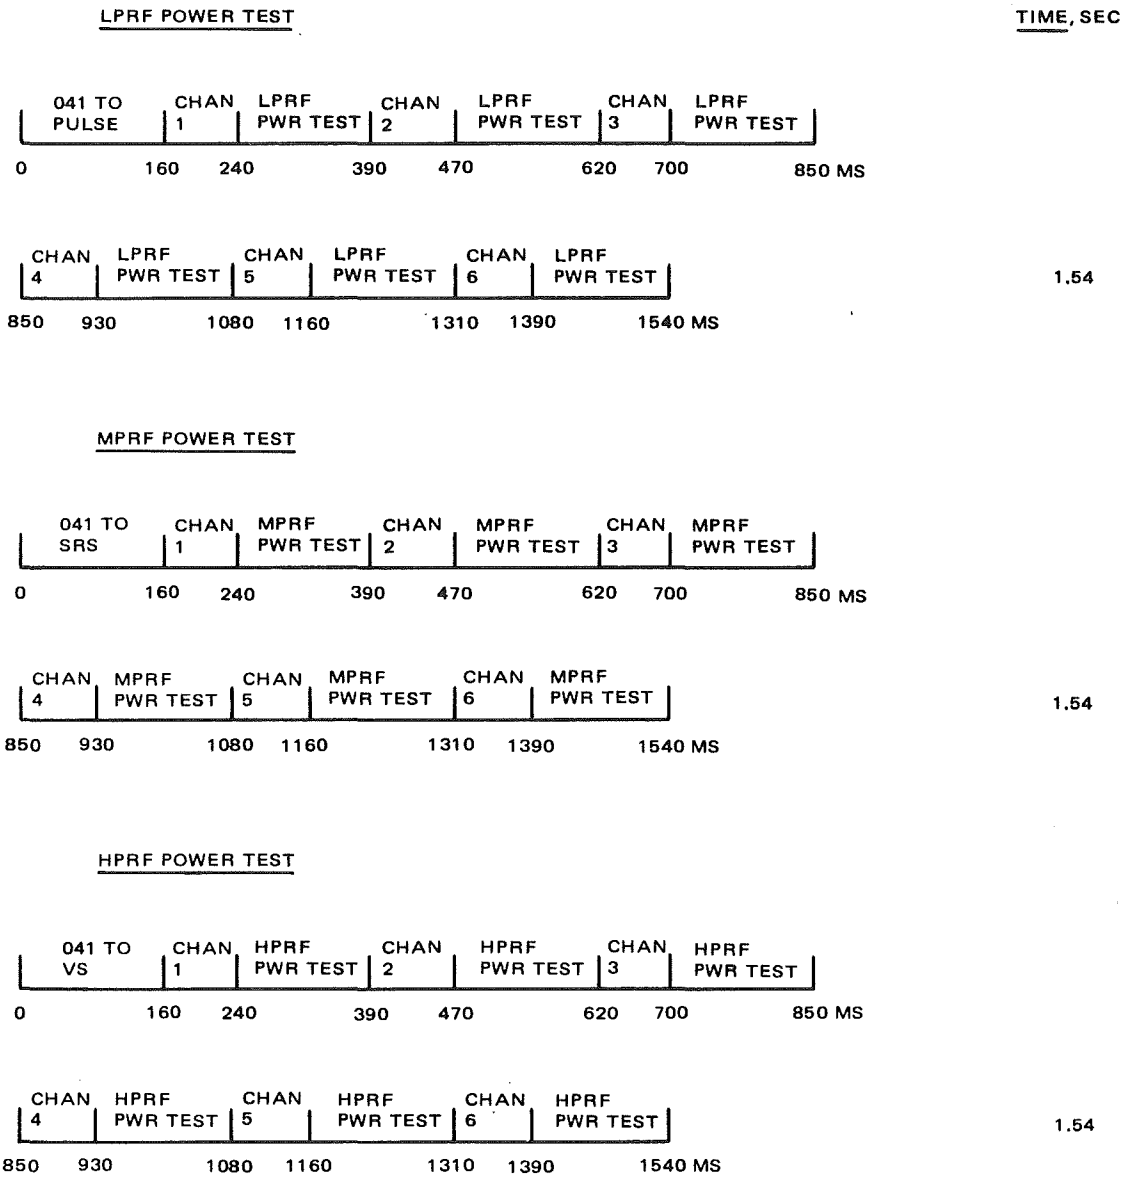 LPRF POWER TEST TIME, SEC
041 TO CHAN LPRF CHAN LPRF CHAN LPRF
PULSE 1 PWR TEST 2 PWR TEST 3 PWR TEST
0 160 240 390 470 620 700 850 MS
CHAN LPRF CHAN LPRF CHAN LPRF
4 PWR TEST 5 PWR TEST 6 PWR TEST 1.54
850 930 1080 1160 1310 1390 1540 MS
MPRF POWER TEST
041 TO CHAN MPRF CHAN MPRF CHAN MPRF
SRS 1 PWR TEST 2 PWR TEST 3 PWR TEST
0 160 240 390 470 620 700 850 MS
CHAN MPRF CHAN MPRF CHAN MPRF
4 PWR TEST 5 PWR TEST 6 PWR TEST 1.54
850 930 1080 1160 1310 1390 1540 MS
HPRF POWER TEST
041 TO CHAN HPRF CHAN HPRF CHAN HPRF
VS 1 PWR TEST 2 PWR TEST 3 PWR TEST
0 160 240 390 470 620 700 850 MS
CHAN HPRF CHAN HPRF CHAN HPRF
4 PWR TEST 5 PWR TEST 6 PWR TEST 1.54
850 930 1080 1160 1310 1390 1540 MS